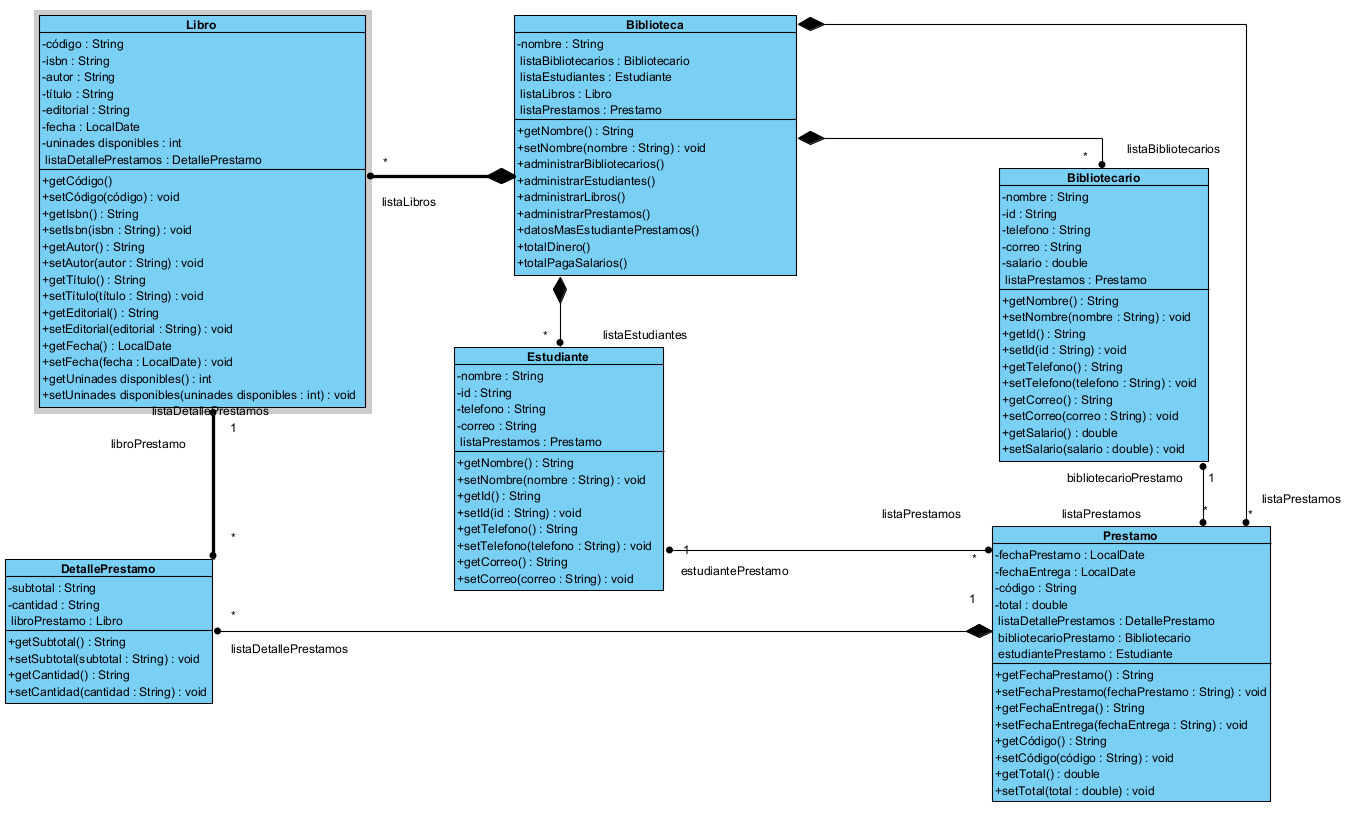 Libro
-código : String
-isbn : String
-autor : String
-título : String
-editorial : String
-fecha : LocalDate
-uninades disponibles : int
listaDetallePrestamos : DetallePrestamo
+getCódigo()
+setCódigo(código) : void
+getIsbn() : String
+setIsbn(isbn : String) : void
+getAutor() : String
+setAutor(autor : String) : void
+getTítulo() : String
+setTítulo(título : String) : void
+getEditorial() : String
+setEditorial(editorial : String) : void
+getFecha() : LocalDate
+setFecha(fecha : LocalDate) : void
+getUninades disponibles() : int
+setUninades disponibles(uninades disponibles : int) : void
Biblioteca
-nombre : String
listaBibliotecarios : Bibliotecario
listaEstudiantes : Estudiante
listaLibros : Libro
listaPrestamos : Prestamo
+getNombre() : String
+setNombre(nombre : String) : void
+administrarBibliotecarios()
+administrarEstudiantes()
+administrarLibros()
+administrarPrestamos()
+datosMasEstudiantePrestamos()
+totalDinero()
+totalPagaSalarios()
*
listaLibros
*
listaBibliotecarios
Bibliotecario
-nombre : String
-id : String
-telefono : String
-correo : String
-salario : double
listaPrestamos : Prestamo
+getNombre() : String
+setNombre(nombre : String) : void
+getId() : String
+setId(id : String) : void
+getTelefono() : String
+setTelefono(telefono : String) : void
+getCorreo() : String
+setCorreo(correo : String) : void
+getSalario() : double
+setSalario(salario : double) : void
*
listaEstudiantes
Estudiante
-nombre : String
-id : String
-telefono : String
-correo : String
listaPrestamos : Prestamo
+getNombre() : String
+setNombre(nombre : String) : void
+getId() : String
+setId(id : String) : void
+getTelefono() : String
+setTelefono(telefono : String) : void
+getCorreo() : String
+setCorreo(correo : String) : void
listaDetallePrestamos
1
libroPrestamo
*
bibliotecarioPrestamo
1
listaPrestamos
*
listaPrestamos
*
listaPrestamos
1
estudiantePrestamo
*
1
DetallePrestamo
-subtotal : String
-cantidad : String
libroPrestamo : Libro
+getSubtotal() : String
+setSubtotal(subtotal : String) : void
+getCantidad() : String
+setCantidad(cantidad : String) : void
*
listaDetallePrestamos
Prestamo
-fechaPrestamo : LocalDate
-fechaEntrega : LocalDate
-código : String
-total : double
listaDetallePrestamos : DetallePrestamo
bibliotecarioPrestamo : Bibliotecario
estudiantePrestamo : Estudiante
+getFechaPrestamo() : String
+setFechaPrestamo(fechaPrestamo : String) : void
+getFechaEntrega() : String
+setFechaEntrega(fechaEntrega : String) : void
+getCódigo() : String
+setCódigo(código : String) : void
+getTotal() : double
+setTotal(total : double) : void